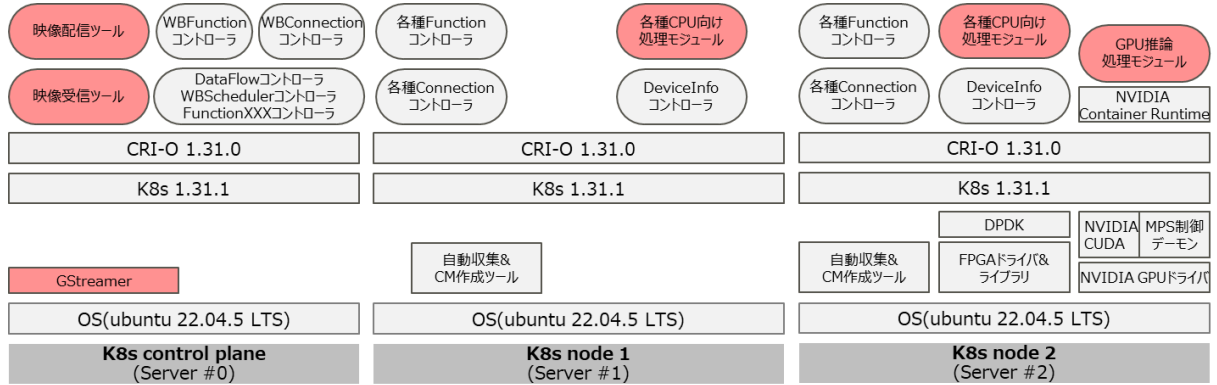 映像配信ツール
WBFunction
コントローラ
WBConnection
コントローラ
映像受信ツール
DataFlowコントローラ
WBSchedulerコントローラ
FunctionXXXコントローラ
CRI-O 1.31.0
K8s 1.31.1
GStreamer
OS(ubuntu 22.04.5 LTS)
K8s control plane
(Server #0)
各種Function
コントローラ
各種CPU向け
処理モジュール
各種Connection
コントローラ
DeviceInfo
コントローラ
CRI-O 1.31.0
K8s 1.31.1
自動収集&
CM作成ツール
OS(ubuntu 22.04.5 LTS)
K8s node 1
(Server #1)
各種Function
コントローラ
各種CPU向け
処理モジュール
GPU推論
処理モジュール
各種Connection
コントローラ
DeviceInfo
コントローラ
NVIDIA
Container Runtime
CRI-O 1.31.0
K8s 1.31.1
自動収集&
CM作成ツール
DPDK
FPGAドライバ&
ライブラリ
NVIDIA
CUDA
MPS制御
デーモン
NVIDIA GPUドライバ
OS(ubuntu 22.04.5 LTS)
K8s node 2
(Server #2)